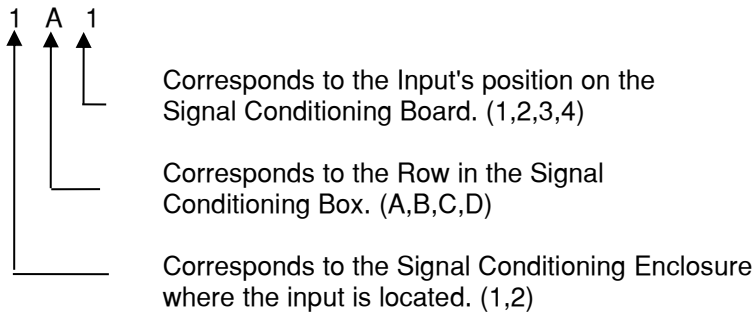 1 A 1
Corresponds to the Input's position on the
Signal Conditioning Board. (1,2,3,4)
Corresponds to the Row in the Signal
Conditioning Box. (A,B,C,D)
Corresponds to the Signal Conditioning Enclosure
where the input is located. (1,2)